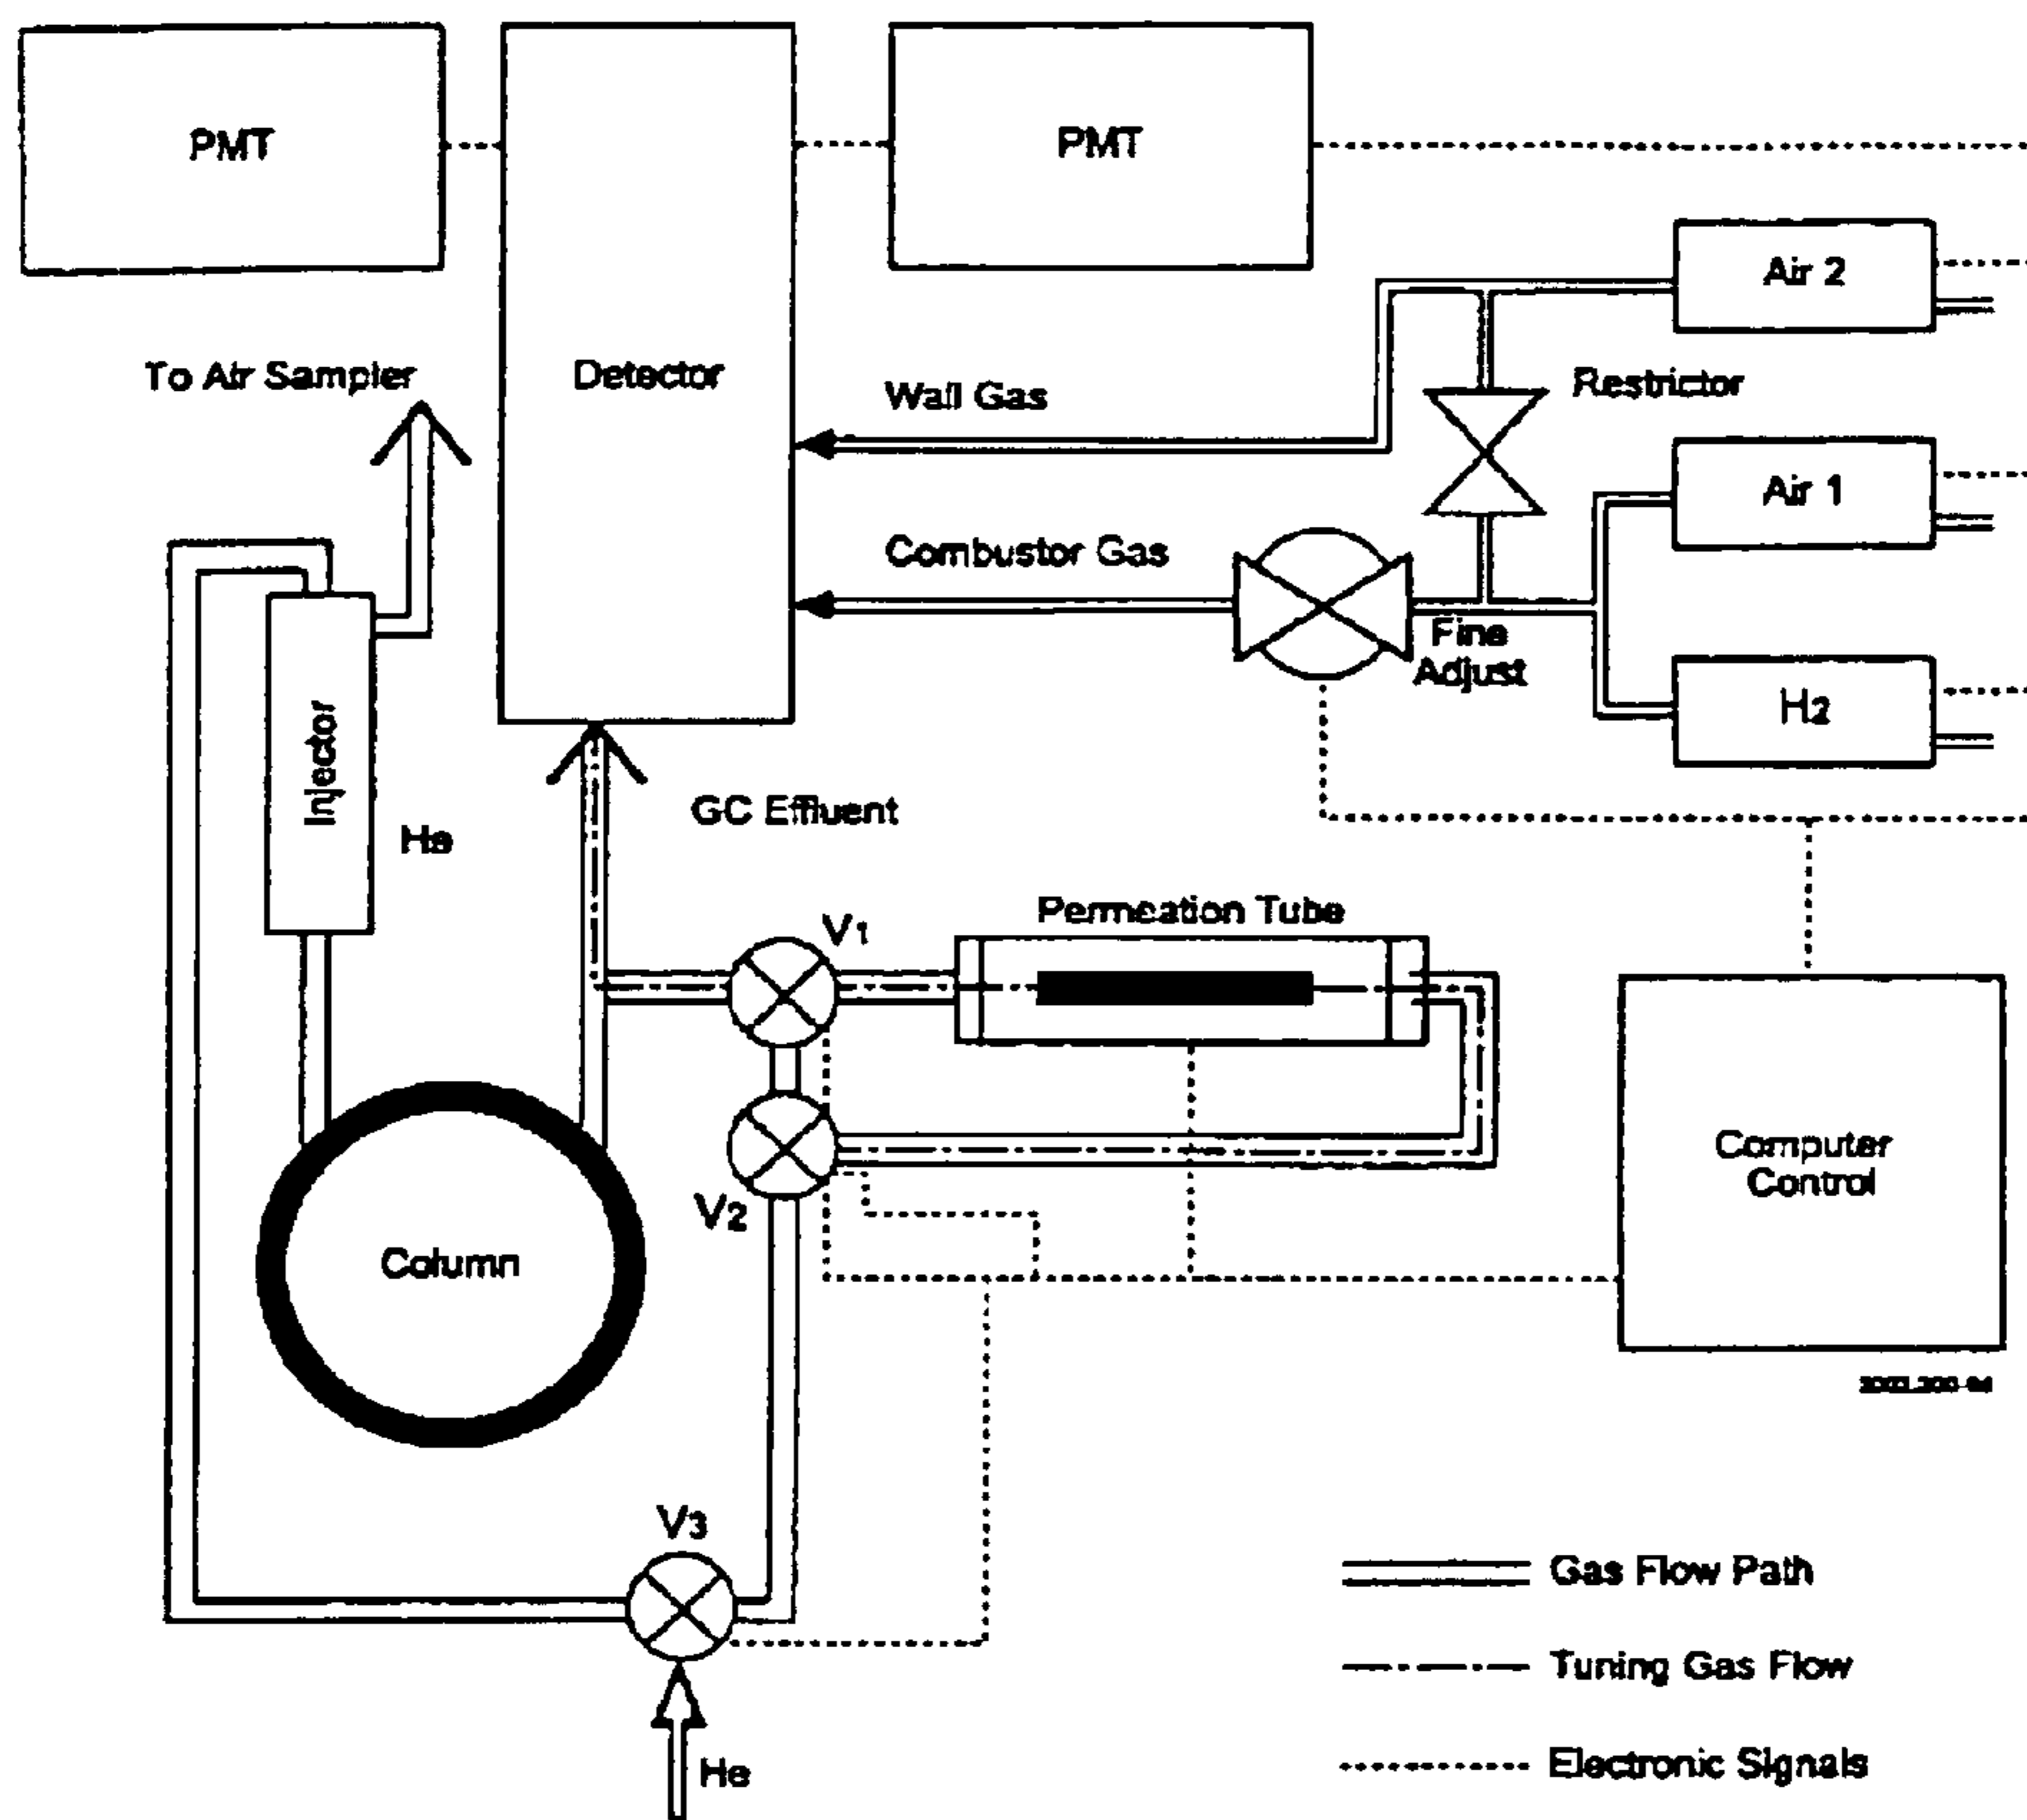 PMT
PMT
Air 2
To Air Sampler
Detector
Wall Gas
Restrictor
Air 1
Combustor Gas
Fine
Adjust
H2
Injector
GC Effluent
He
V1
Permeation Tube
Computer
Control
V2
Column
V3
Gas Flow Path
Tuning Gas Flow
Electronic Signals
He